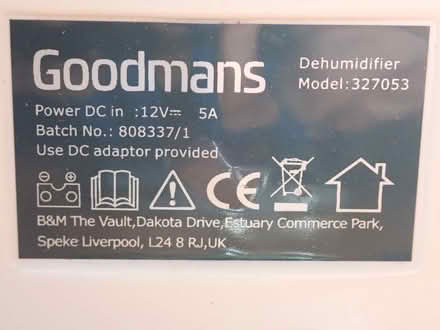 Goodmans
Dehumidifier
Model:327053
Power DC in :12V⎓ 5A
Batch No.: 808337/1
Use DC adaptor provided
CE
B&M The Vault,Dakota Drive,Estuary Commerce Park,
Speke Liverpool, L24 8 RJ,UK